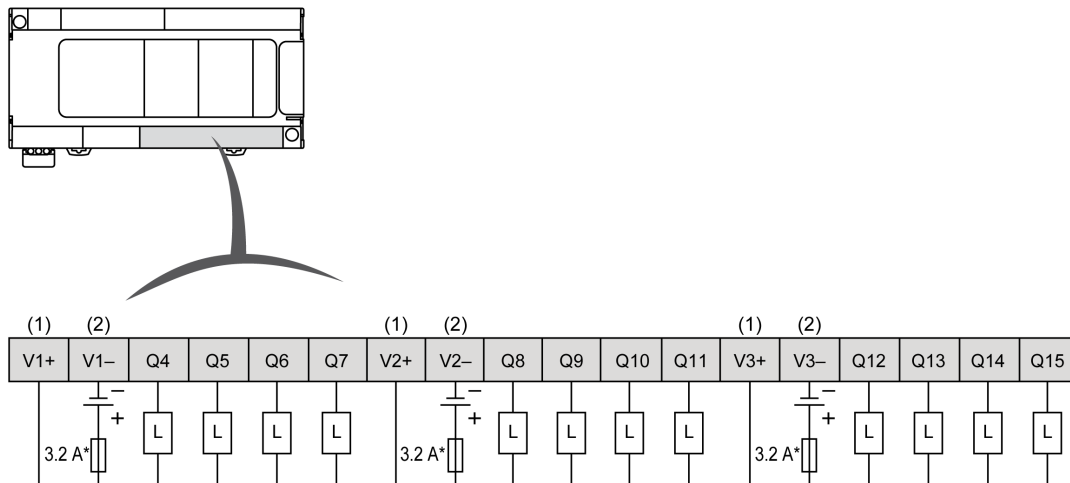 (1) (2) (1) (2) (1) (2)
V1+ V1– Q4 Q5 Q6 Q7 V2+ V2– Q8 Q9 Q10 Q11 V3+ V3– Q12 Q13 Q14 Q15
– – –
+ + +
L L L L L L L L L L L L
3.2 A* 3.2 A* 3.2 A*